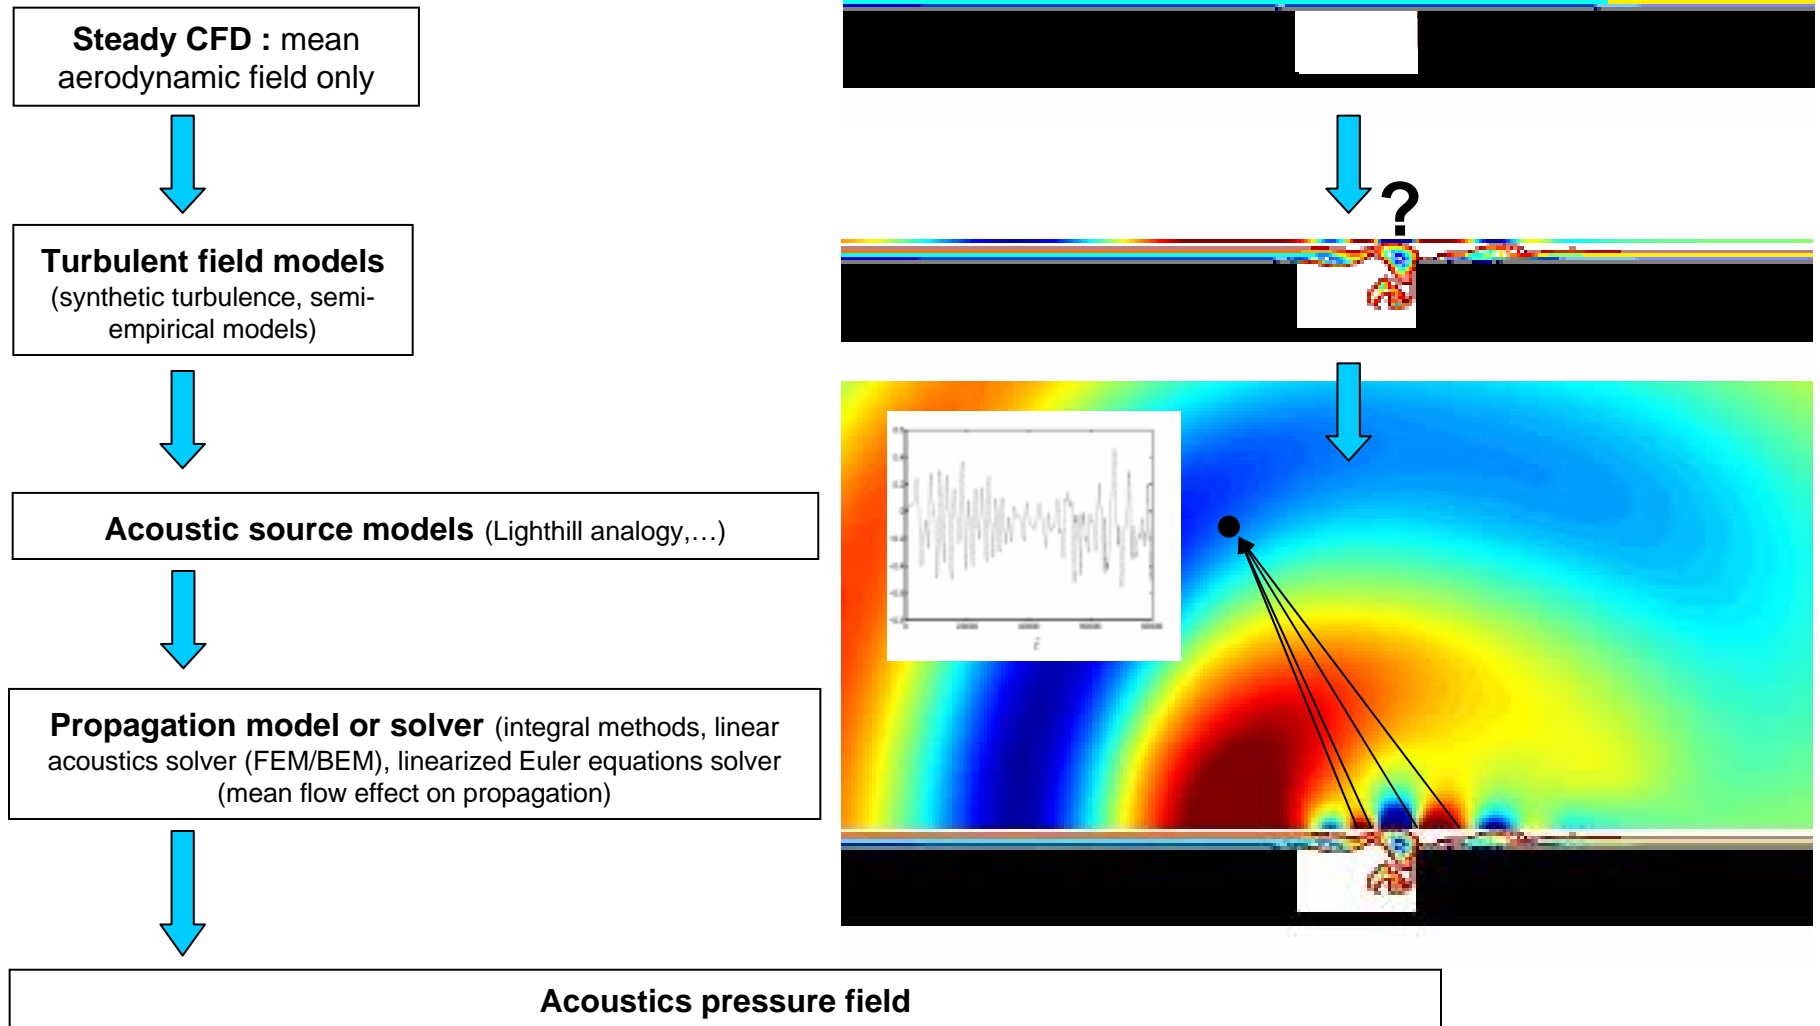 Steady CFD : mean
aerodynamic field only
?
Turbulent field models
(synthetic turbulence, semi-
empirical models)
Acoustic source models (Lighthill analogy,…)
Propagation model or solver (integral methods, linear
acoustics solver (FEM/BEM), linearized Euler equations solver
(mean flow effect on propagation)
Acoustics pressure field